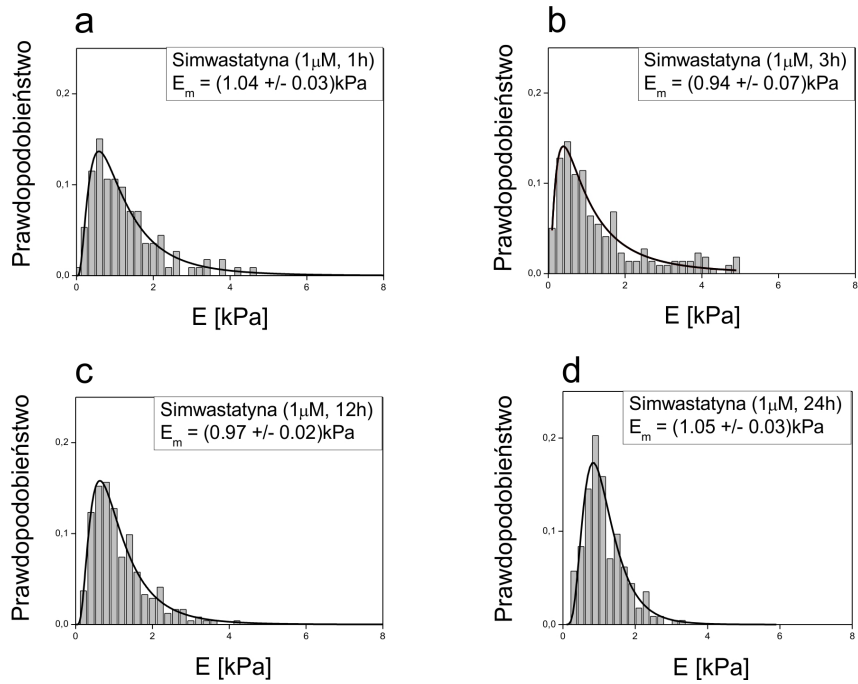 a
Simwastatyna (1μM, 1h)
Em = (1.04 +/- 0.03)kPa
Prawdopodobieństwo
0,2
0,1
0,0
0 2 4 6 8
E [kPa]
b
Simwastatyna (1μM, 3h)
Em = (0.94 +/- 0.07)kPa
Prawdopodobieństwo
0,2
0,1
0,0
0 2 4 6 8
E [kPa]
c
Simwastatyna (1μM, 12h)
Em = (0.97 +/- 0.02)kPa
Prawdopodobieństwo
0,2
0,1
0,0
0 2 4 6 8
E [kPa]
d
Simwastatyna (1μM, 24h)
Em = (1.05 +/- 0.03)kPa
Prawdopodobieństwo
0,2
0,1
0,0
0 2 4 6 8
E [kPa]